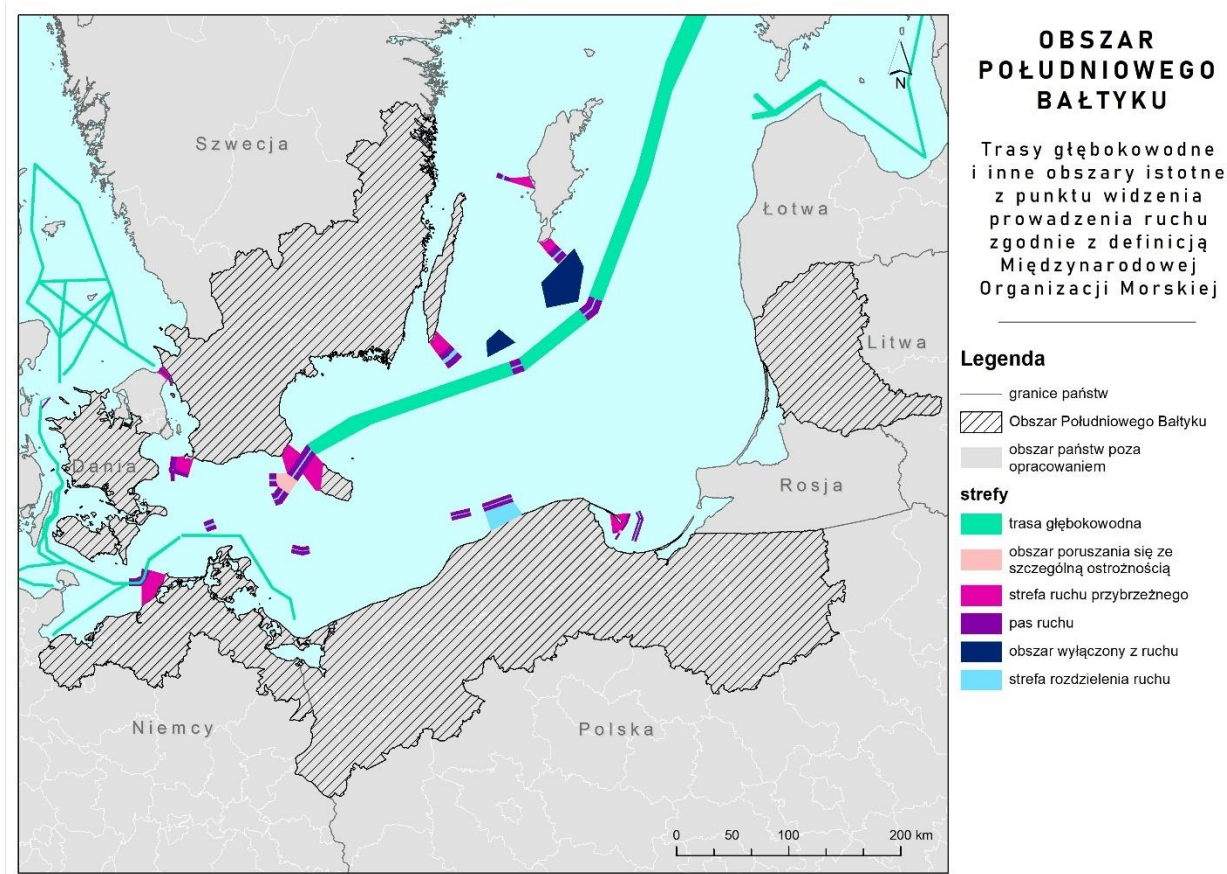 OBSZAR
POŁUDNIOWEGO
BAŁTYKU
Trasy głębokowodne
i inne obszary istotne
z punktu widzenia
prowadzenia ruchu
zgodnie z definicją
Międzynarodowej
Organizacji Morskiej
Legenda
granice państw
Obszar Południowego Bałtyku
obszar państw poza
opracowaniem
strefy
trasa głębokowodna
obszar poruszania się ze
szczególną ostrożnością
strefa ruchu przybrzeżnego
pas ruchu
obszar wyłączony z ruchu
strefa rozdzielenia ruchu
N
Szwecja
Łotwa
Litwa
Dania
Rosja
Niemcy
Polska
0 50 100 200 km